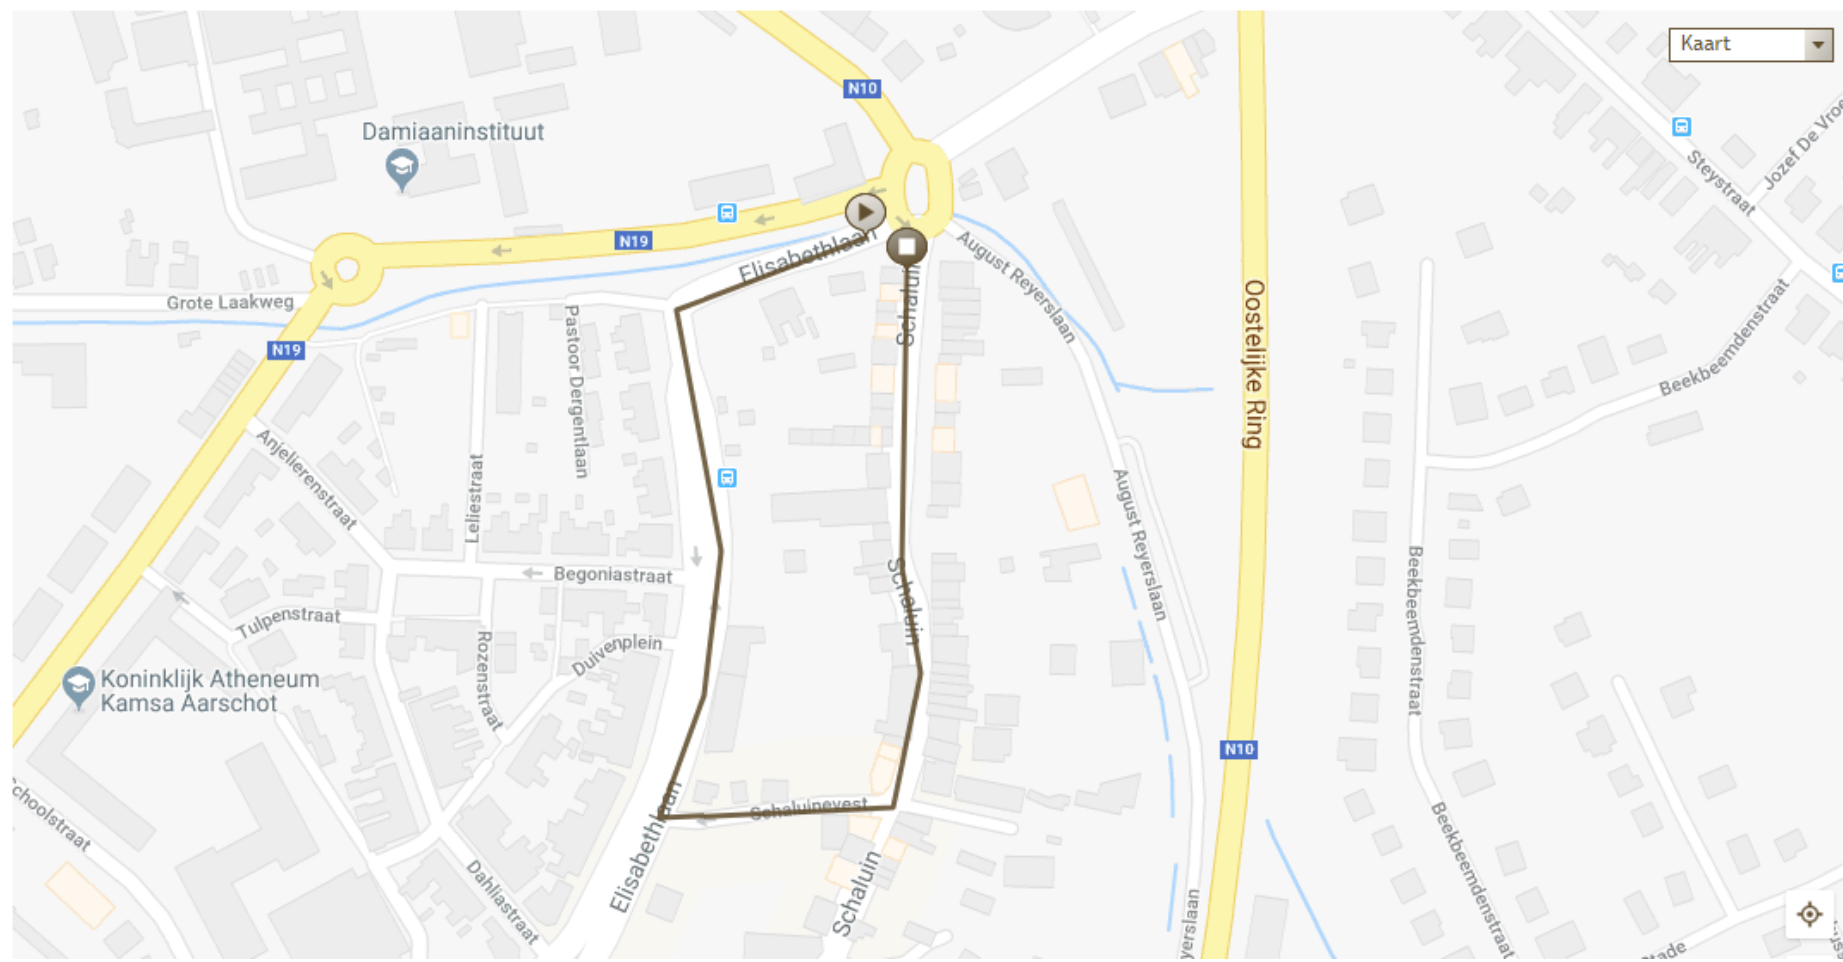 Kaart
N10
Damiaaninstituut
Jozef De Vroe
Steystraat
N19
Elisabethlaan
August Reyerslaan
Grote Laakweg
Schaluin
Oostelijke Ring
Beekbeemdenstraat
N19
Pastoor Dergentlaan
Anjelierenstraat
Leliestraat
August Reyerslaan
Begoniastraat
Schaluin
Beekbeemdenstraat
Tulpenstraat
Rozenstraat
Duivenplein
Koninklijk Atheneum
Kamsa Aarschot
N10
Schoolstraat
Elisabethlaan
Schaluinevest
Beekbeemdenstraat
Dahliastraat
Schaluin
yerslaan
Stade